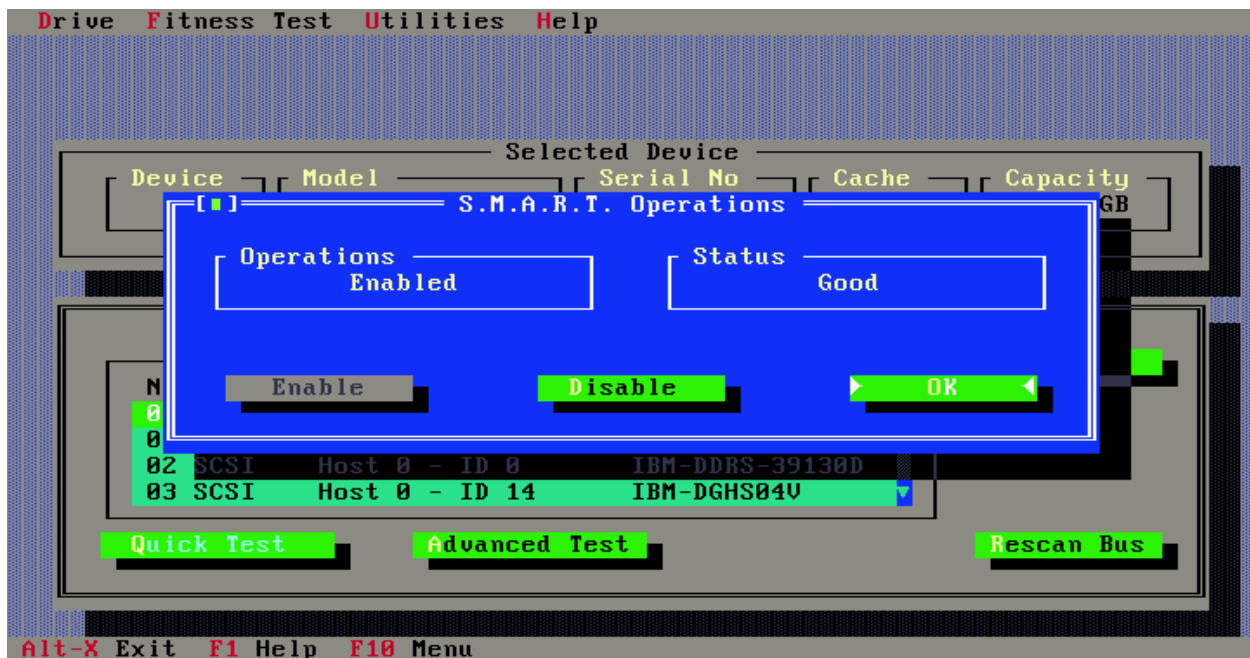 Drive Fitness Test Utilities Help
Selected Device
Device Model Serial No Cache Capacity
[■] S.M.A.R.T. Operations
GB
Operations Status
Enabled Good
N
Enable Disable OK
0
0
02 SCSI Host 0 - ID 0 IBM-DDRS-39130D
03 SCSI Host 0 - ID 14 IBM-DGHS04V
Quick Test Advanced Test Rescan Bus
Alt-X Exit F1 Help F10 Menu